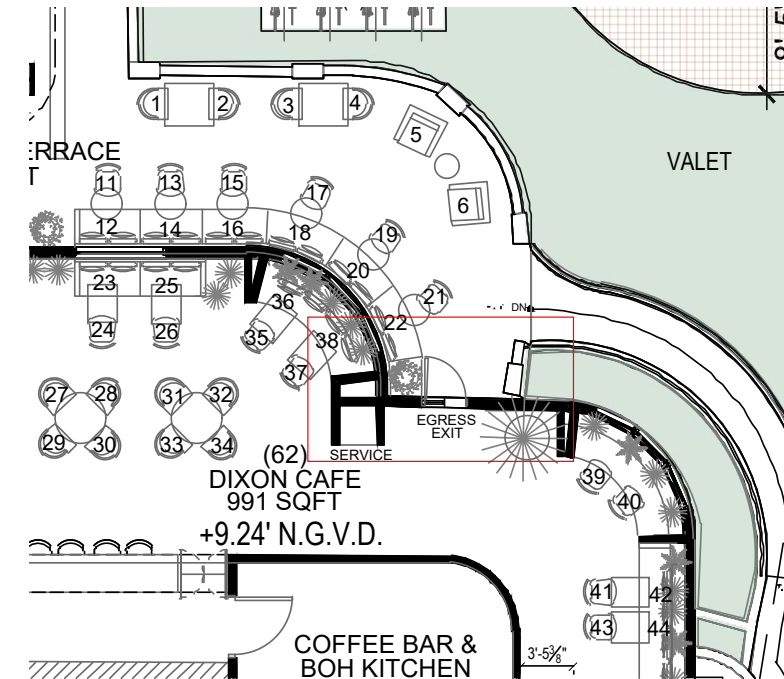 T
T
T
T
1
2
3
4
5
6
VALET
ERRACE
T
11
13
15
17
12
14
16
18
19
20
21
22
DN
23
25
24
26
36
35
38
37
27
28
29
30
31
32
33
34
EGRESS
EXIT
SERVICE
(62)
DIXON CAFE
991 SQFT
+9.24' N.G.V.D.
39
40
41
42
43
44
COFFEE BAR &
BOH KITCHEN
3'-5⅜"